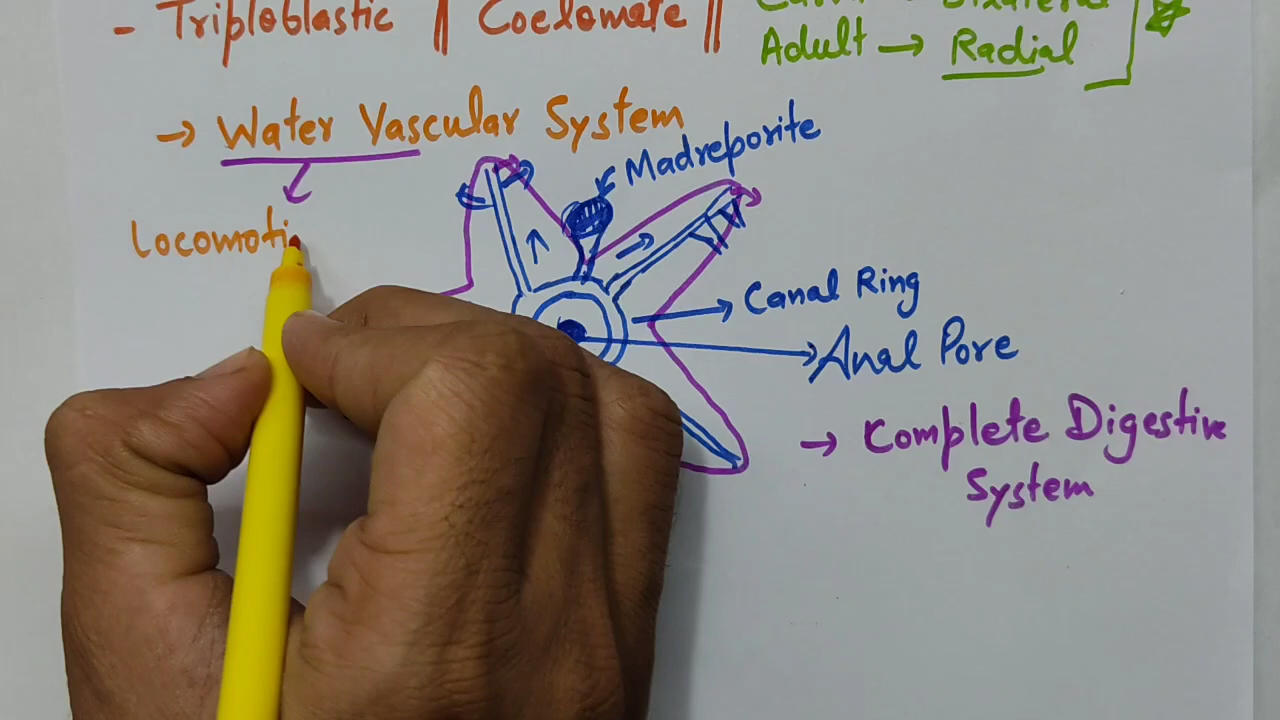 - Triploblastic || Coelomate ||
Adult → Radial
→ Water Vascular System
Madreporite
Locomoti
Canal Ring
Anal Pore
→ Complete Digestive
System